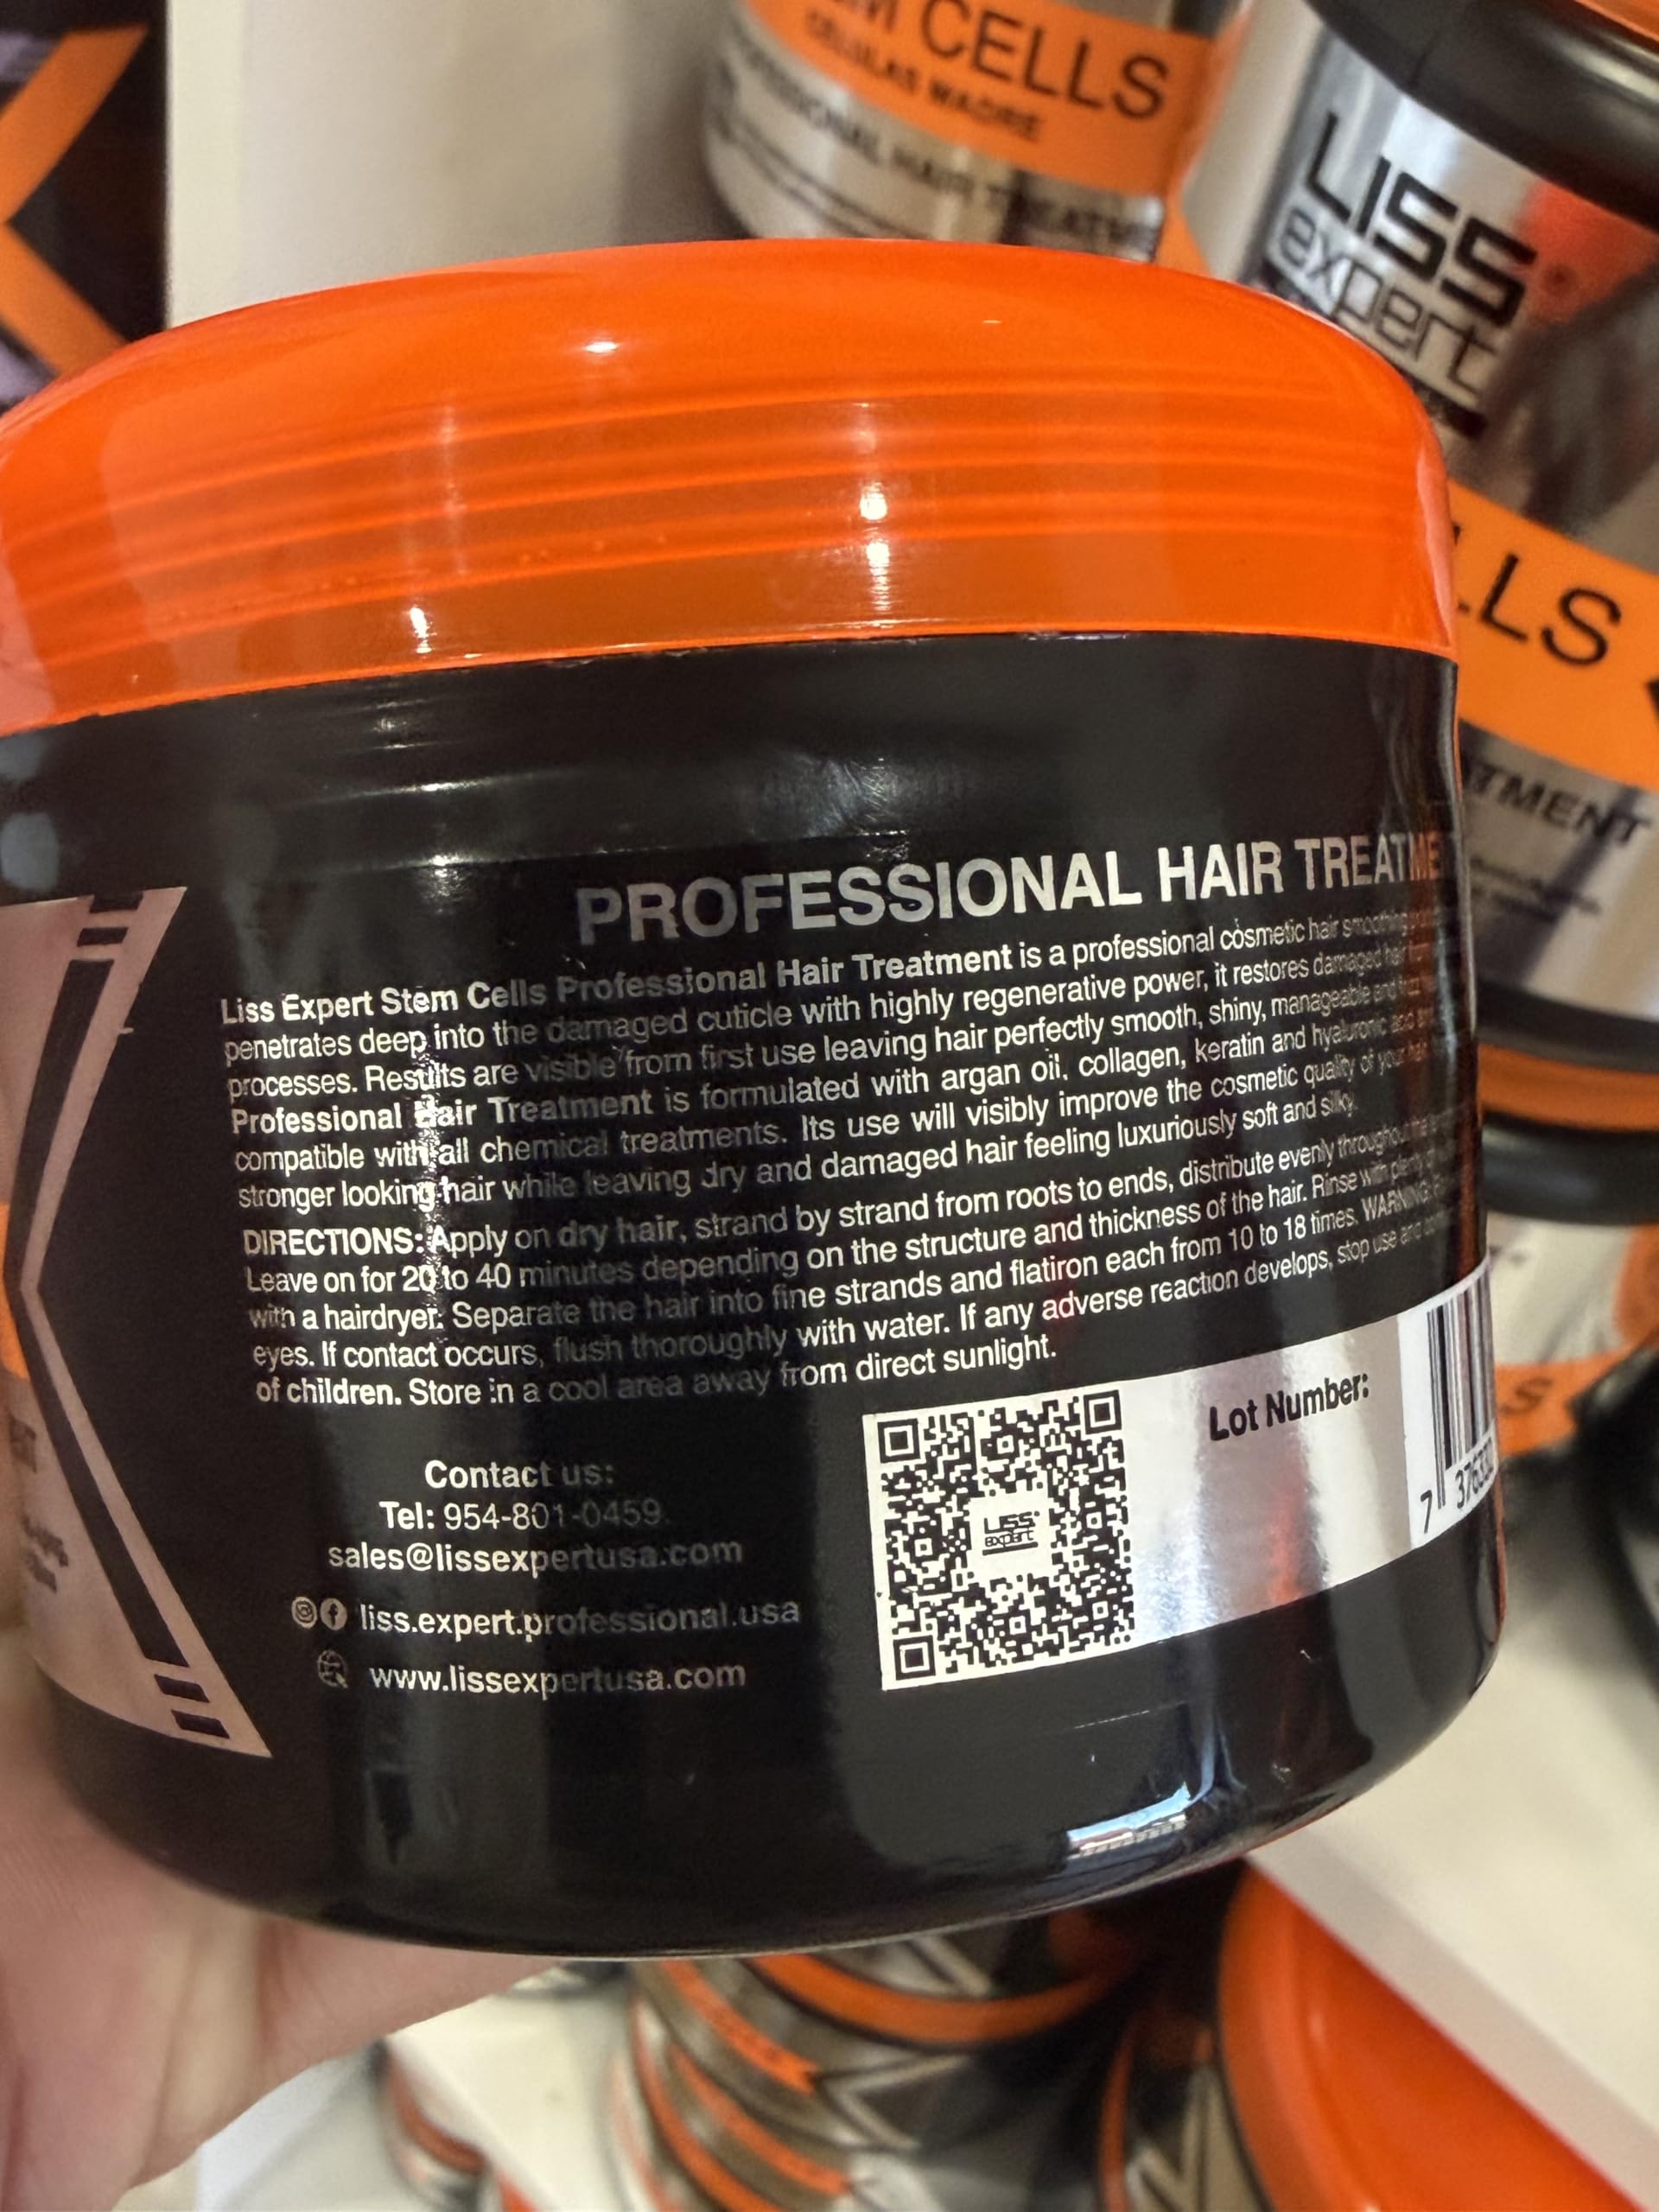 CELLS
CELULAS MADRE
HAIR
LISS
expert
LLS
TMENT
PROFESSIONAL HAIR TREATME
Liss Expert Stem Cells Professional Hair Treatment is a professional cosmetic hair smoothing
penetrates deep into the damaged cuticle with highly regenerative power, it restores damaged hair
processes. Results are visible from first use leaving hair perfectly smooth, shiny, manageable and
Professional Hair Treatment is formulated with argan oil, collagen, keratin and hyaluronic acid
compatible with all chemical treatments. Its use will visibly improve the cosmetic quality of your hair
stronger looking hair while leaving dry and damaged hair feeling luxuriously soft and silky.
DIRECTIONS: Apply on dry hair, strand by strand from roots to ends, distribute evenly throughout
Leave on for 20 to 40 minutes depending on the structure and thickness of the hair. Rinse with plenty
with a hairdryer. Separate the hair into fine strands and flatiron each from 10 to 18 times. WARNING:
eyes. If contact occurs, flush thoroughly with water. If any adverse reaction develops, stop use and
of children. Store in a cool area away from direct sunlight.
Contact us:
Tel: 954-801-0459
sales@lissexpertusa.com
liss.expert.professional.usa
www.lissexpertusa.com
LISS
expert
Lot Number:
7